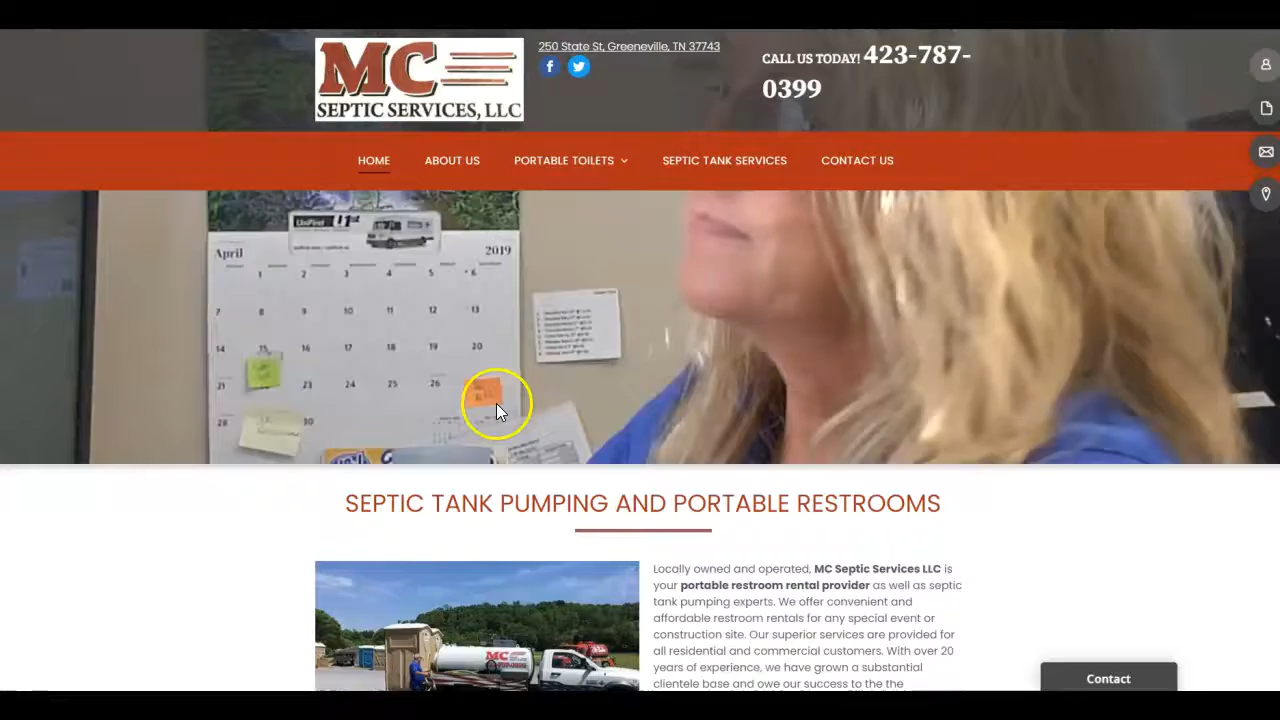 MC
SEPTIC SERVICES, LLC
250 State St, Greeneville, TN 37743
CALL US TODAY! 423-787-
0399
HOME
ABOUT US
PORTABLE TOILETS
SEPTIC TANK SERVICES
CONTACT US
UniFirst
April
2019
1 2 3 4 5 6
7 8 9 10 11 12 13
14 15 16 17 18 19 20
21 23 24 25 26
28 30
SEPTIC TANK PUMPING AND PORTABLE RESTROOMS
Locally owned and operated, MC Septic Services LLC is
your portable restroom rental provider as well as septic
tank pumping experts. We offer convenient and
affordable restroom rentals for any special event or
construction site. Our superior services are provided for
all residential and commercial customers. With over 20
years of experience, we have grown a substantial
clientele base and owe our success to the the
MC
Contact